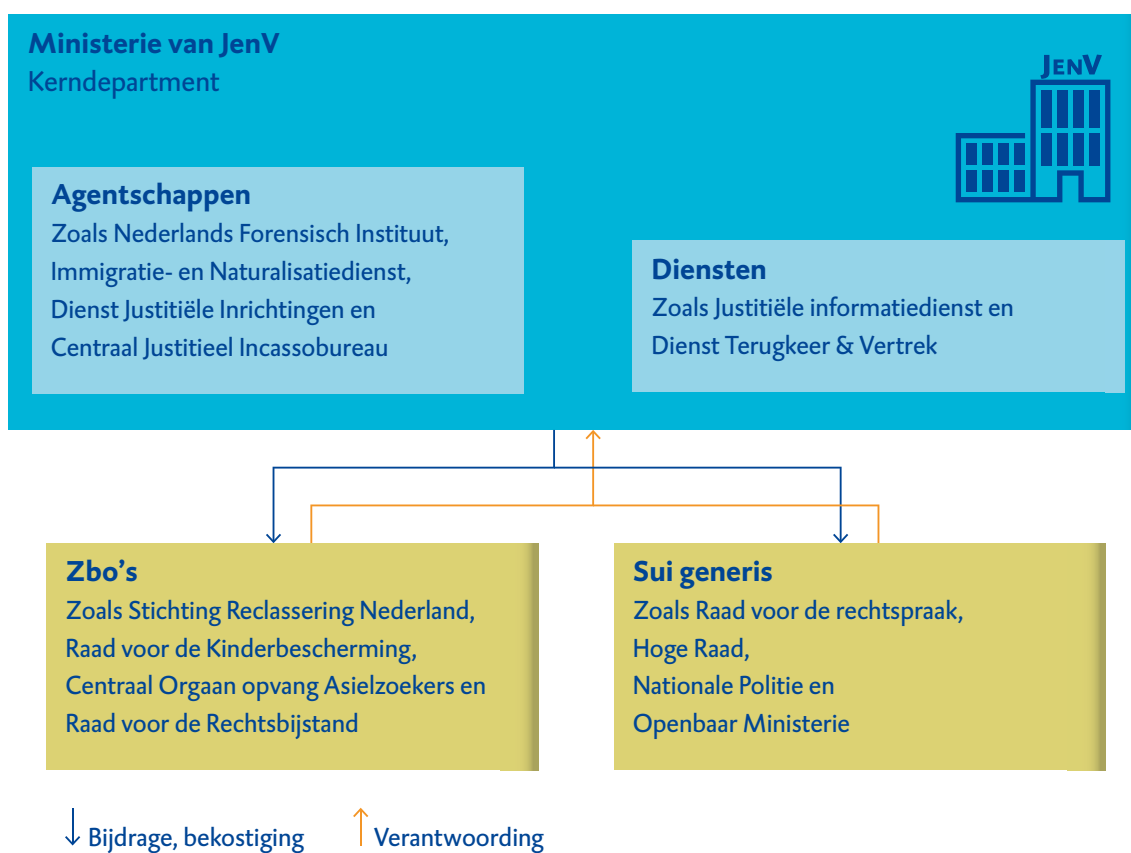 Ministerie van JenV
Kerndepartment
JENV
Agentschappen
Zoals Nederlands Forensisch Instituut,
Immigratie- en Naturalisatiedienst,
Dienst Justitiële Inrichtingen en
Centraal Justitieel Incassobureau
Diensten
Zoals Justitiële informatiedienst en
Dienst Terugkeer & Vertrek
Zbo’s
Zoals Stichting Reclassering Nederland,
Raad voor de Kinderbescherming,
Centraal Orgaan opvang Asielzoekers en
Raad voor de Rechtsbijstand
Sui generis
Zoals Raad voor de rechtspraak,
Hoge Raad,
Nationale Politie en
Openbaar Ministerie
Bijdrage, bekostiging
Verantwoording